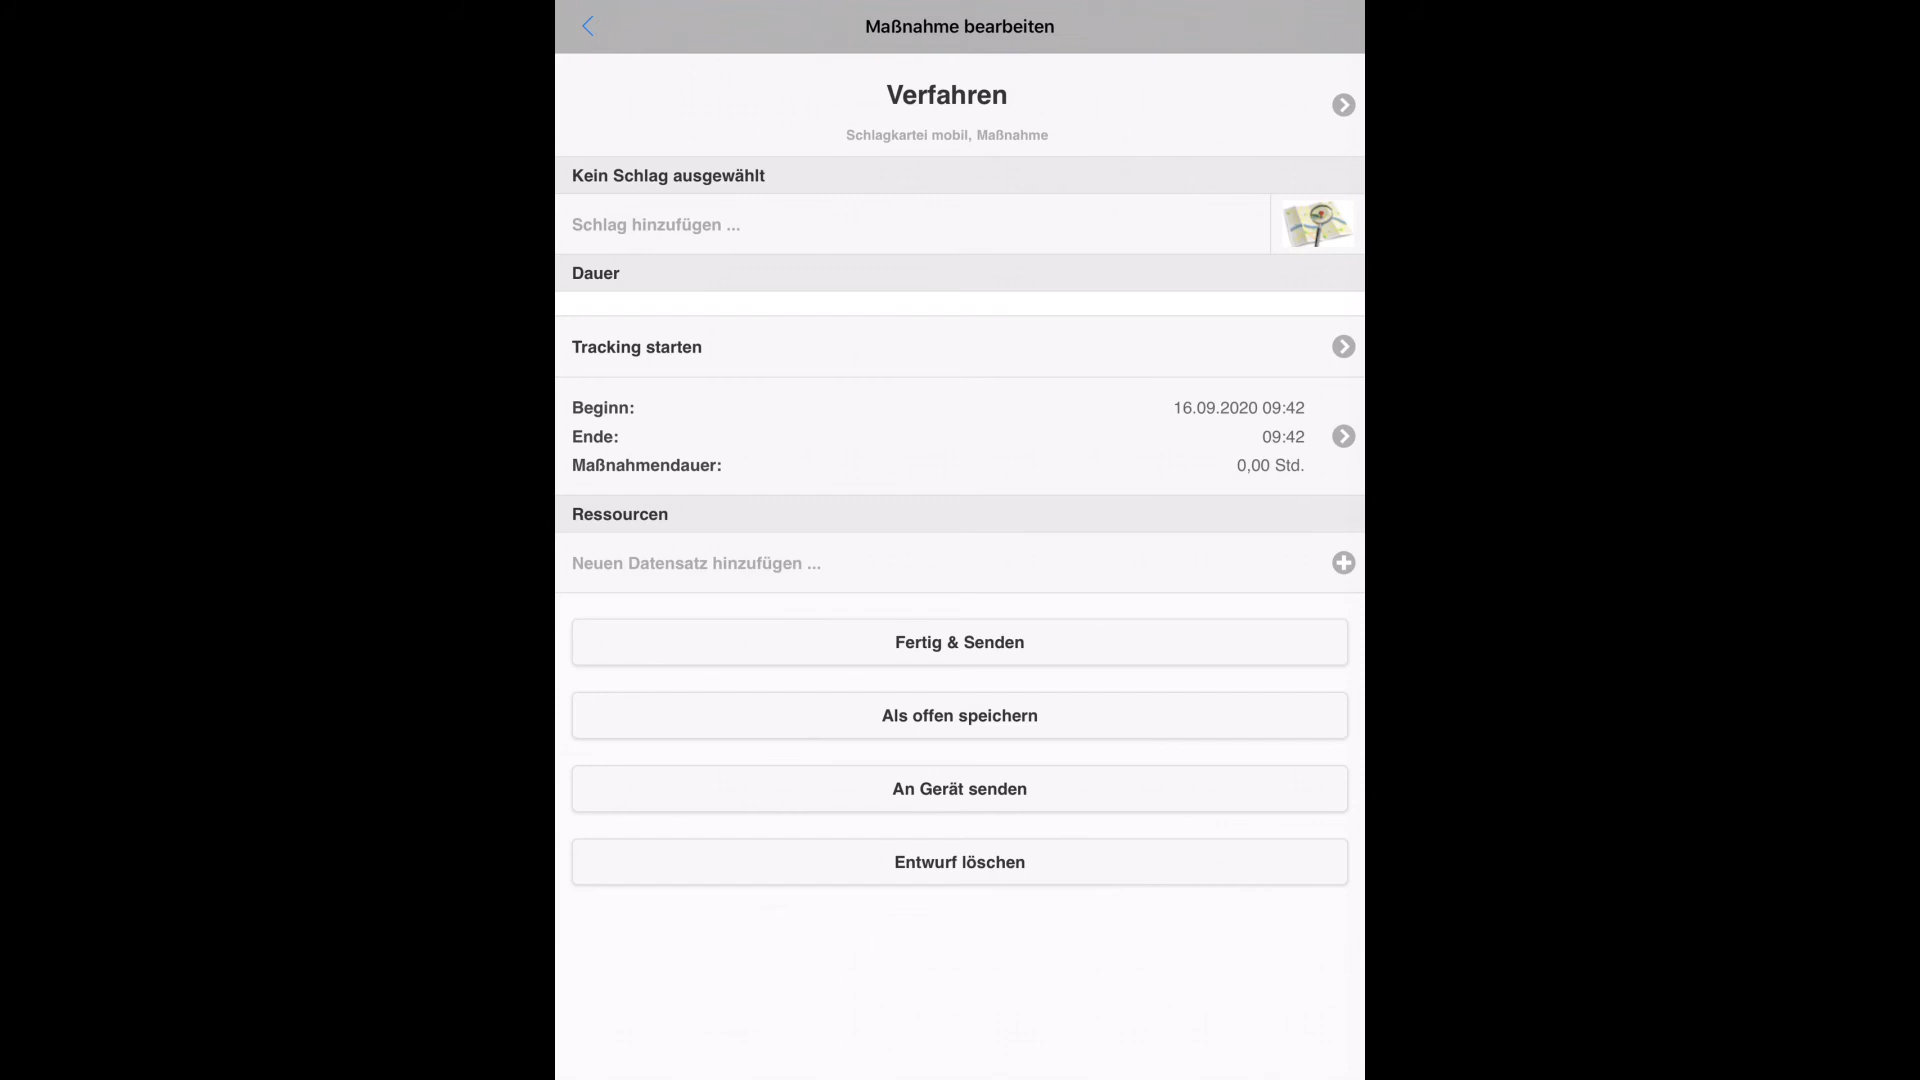 Maßnahme bearbeiten
Verfahren
Schlagkartei mobil, Maßnahme
Kein Schlag ausgewählt
Schlag hinzufügen ...
Dauer
Tracking starten
Beginn: 16.09.2020 09:42
Ende: 09:42
Maßnahmendauer: 0,00 Std.
Ressourcen
Neuen Datensatz hinzufügen ...
Fertig & Senden
Als offen speichern
An Gerät senden
Entwurf löschen